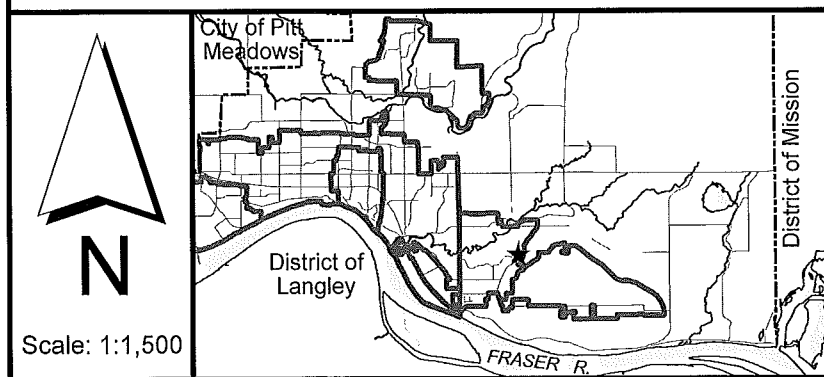 N
Scale: 1:1,500
City of Pitt
Meadows
District of
Langley
FRASER R.
District of Mission